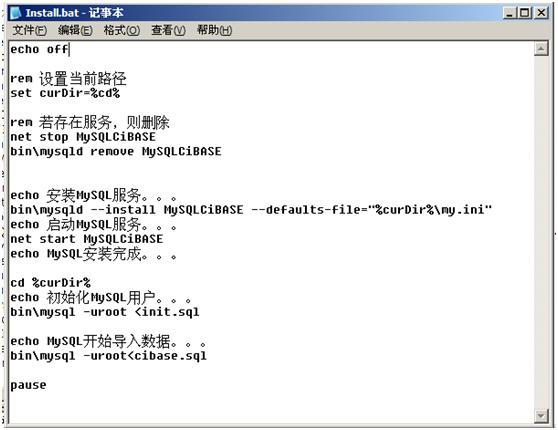 Install.bat - 记事本
文件(F) 编辑(E) 格式(O) 查看(V) 帮助(H)
echo off
rem 设置当前路径
set curDir=%cd%
rem 若存在服务，则删除
net stop MySQLCiBASE
bin\mysqld remove MySQLCiBASE
echo 安装MySQL服务。。。
bin\mysqld --install MySQLCiBASE --defaults-file="%curDir%\my.ini"
echo 启动MySQL服务。。。
net start MySQLCiBASE
echo MySQL安装完成。。。
cd %curDir%
echo 初始化MySQL用户。。。
bin\mysql -uroot <init.sql
echo MySQL开始导入数据。。。
bin\mysql -uroot<cibase.sql
pause